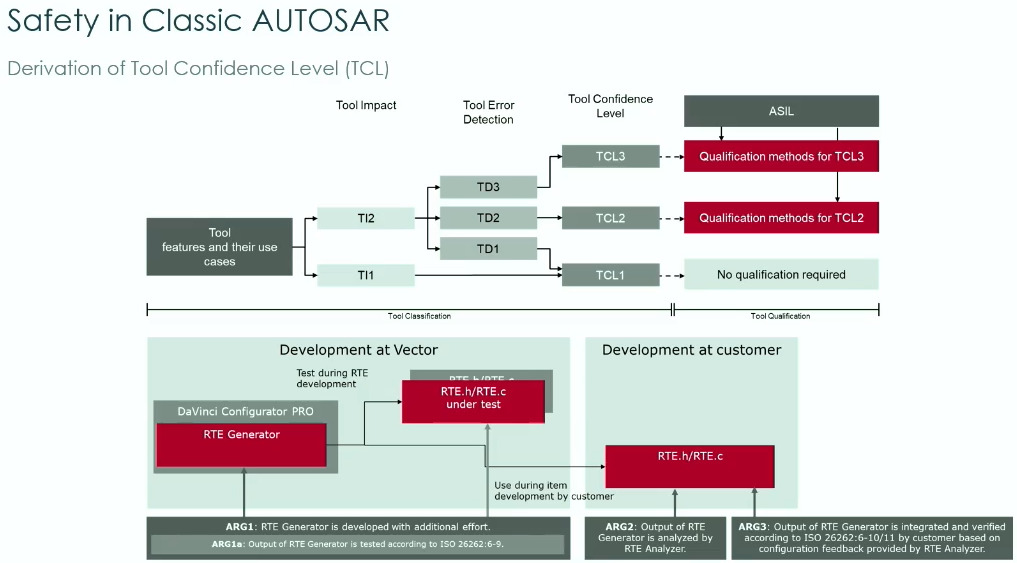 Safety in Classic AUTOSAR
Derivation of Tool Confidence Level (TCL)
Tool Impact
Tool Error
Detection
Tool Confidence
Level
ASIL
TCL3
Qualification methods for TCL3
TD3
TI2
TD2
TCL2
Qualification methods for TCL2
Tool
features and their use
cases
TD1
TI1
TCL1
No qualification required
Tool Classification
Tool Qualification
Development at Vector
Development at customer
Test during RTE
development
RTE.h/RTE.c
RTE.h/RTE.c
under test
DaVinci Configurator PRO
RTE Generator
RTE.h/RTE.c
Use during item
development by customer
ARG1: RTE Generator is developed with additional effort.
ARG1a: Output of RTE Generator is tested according to ISO 26262:6-9.
ARG2: Output of RTE
Generator is analyzed by
RTE Analyzer.
ARG3: Output of RTE Generator is integrated and verified
according to ISO 26262:6-10/11 by customer based on
configuration feedback provided by RTE Analyzer.